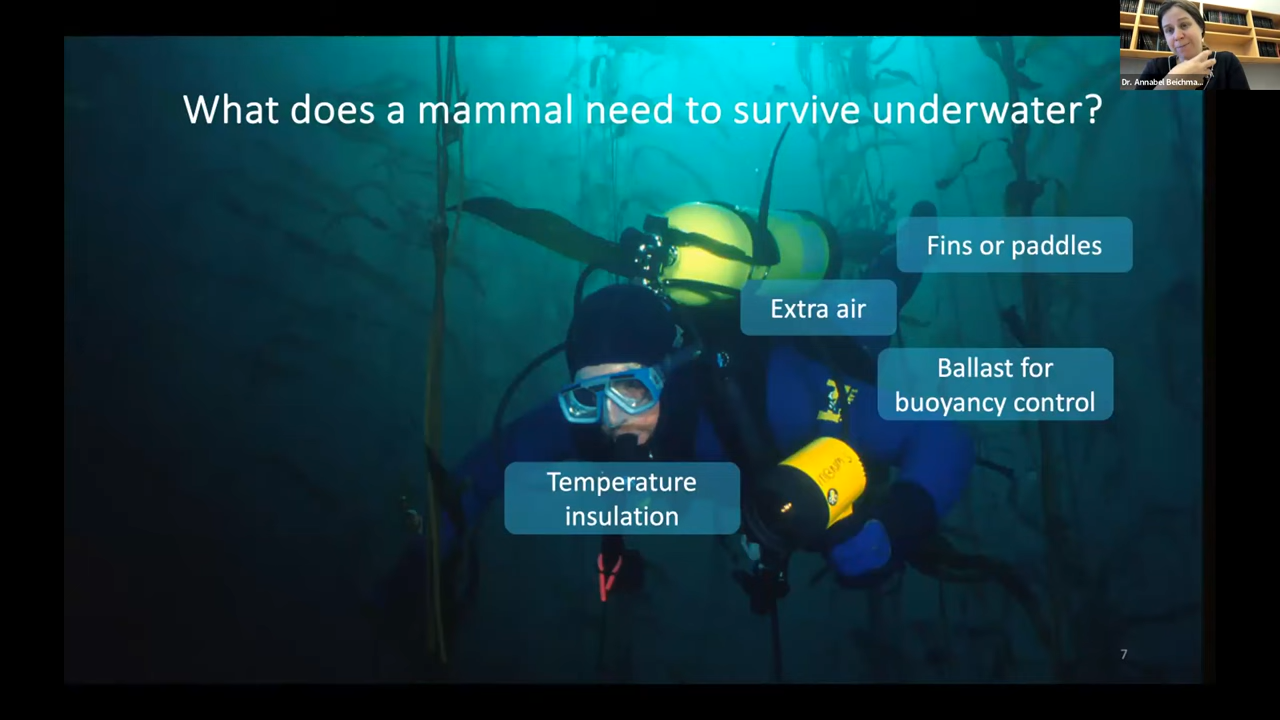 Dr. Annabel Beichma...
What does a mammal need to survive underwater?
Fins or paddles
Extra air
Ballast for
buoyancy control
Temperature
insulation
7